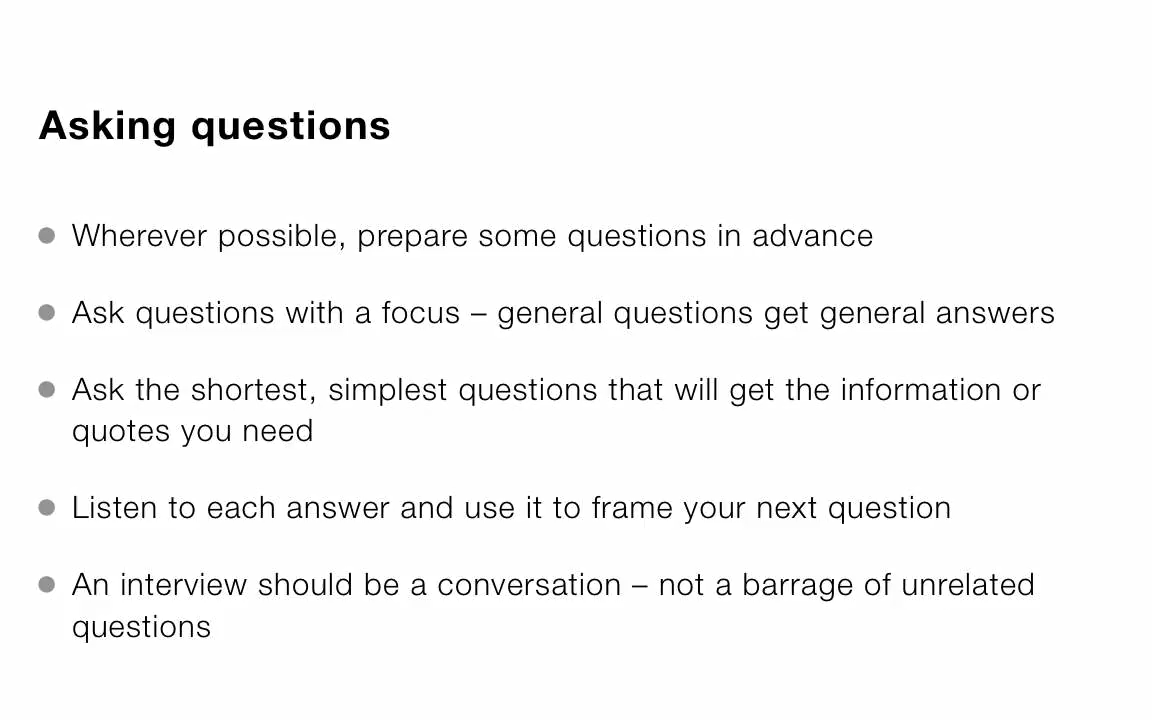 Asking questions
Wherever possible, prepare some questions in advance
Ask questions with a focus – general questions get general answers
Ask the shortest, simplest questions that will get the information or
quotes you need
Listen to each answer and use it to frame your next question
An interview should be a conversation – not a barrage of unrelated
questions